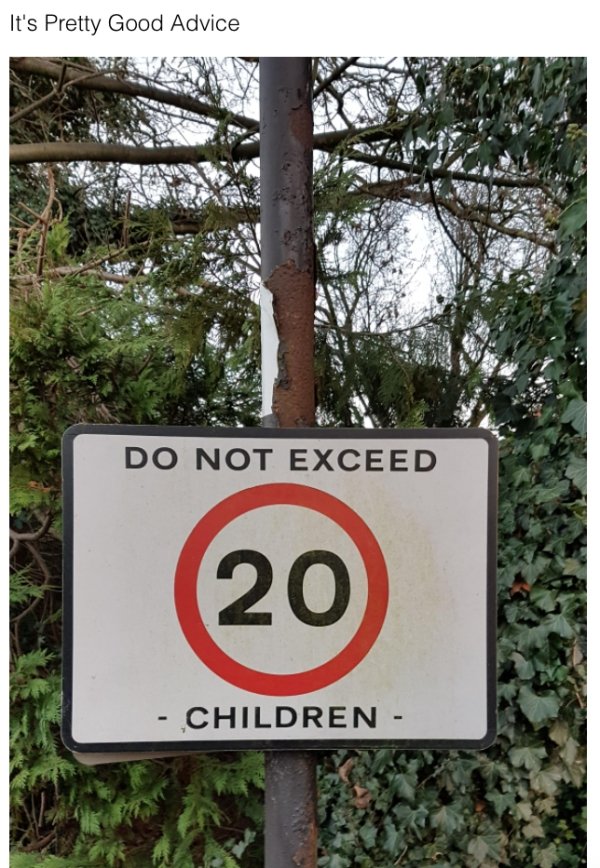 It's Pretty Good Advice
DO NOT EXCEED
20
- CHILDREN -